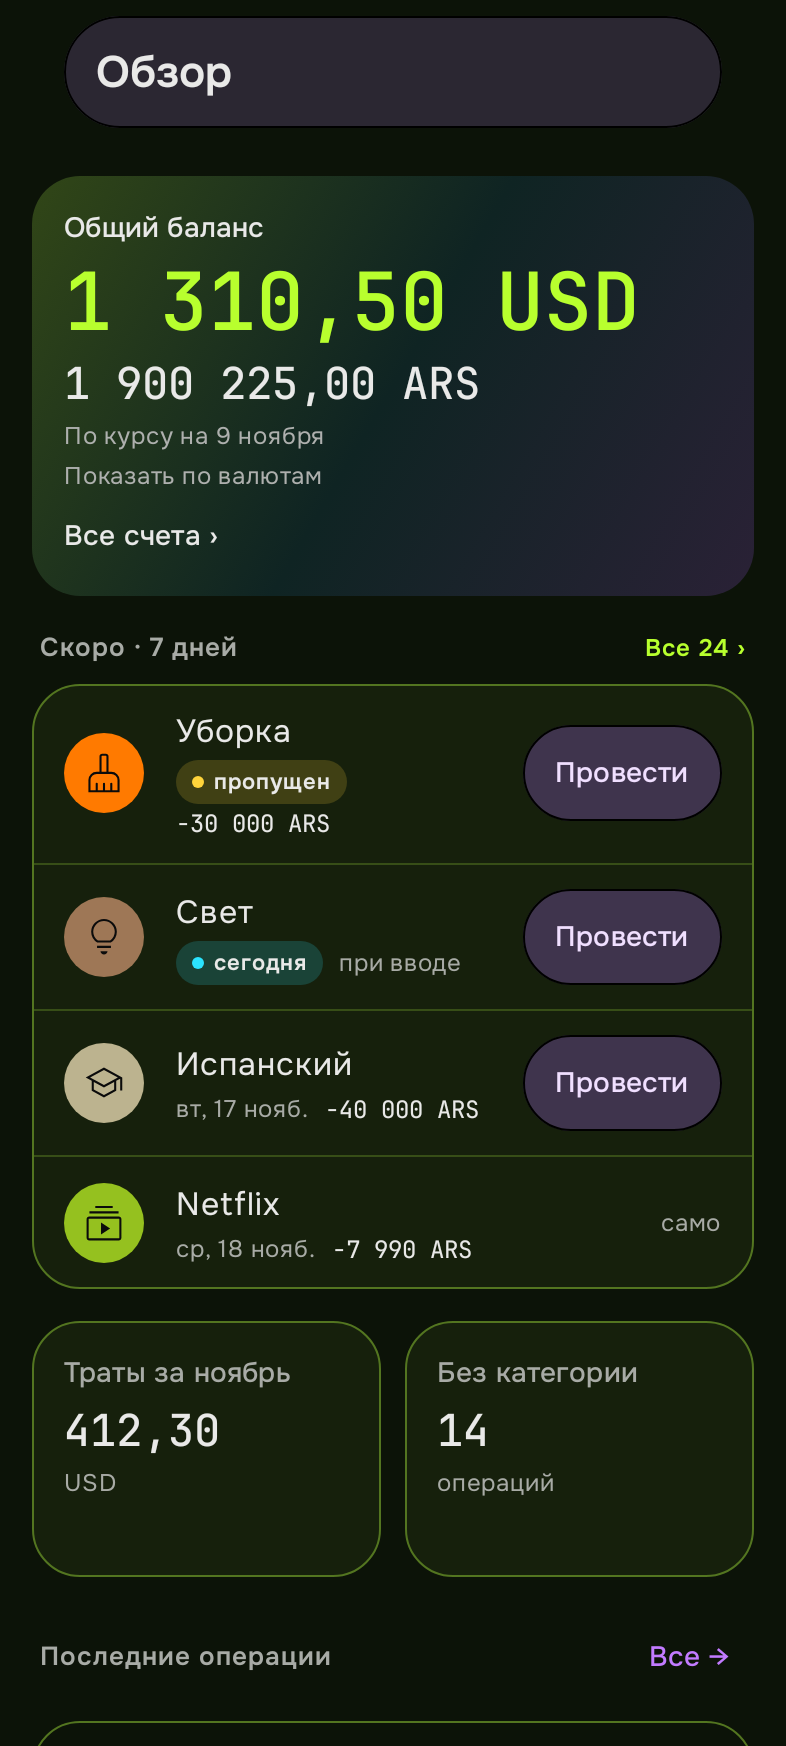 Обзор
Общий баланс
1 310,50 USD
1 900 225,00 ARS
По курсу на 9 ноября
Показать по валютам
Все счета ›
Скоро · 7 дней
Все 24 ›
Уборка
пропущен
-30 000 ARS
Провести
Свет
сегодня при вводе
Провести
Испанский
вт, 17 нояб. -40 000 ARS
Провести
Netflix
ср, 18 нояб. -7 990 ARS
само
Траты за ноябрь
412,30
USD
Без категории
14
операций
Последние операции
Все →